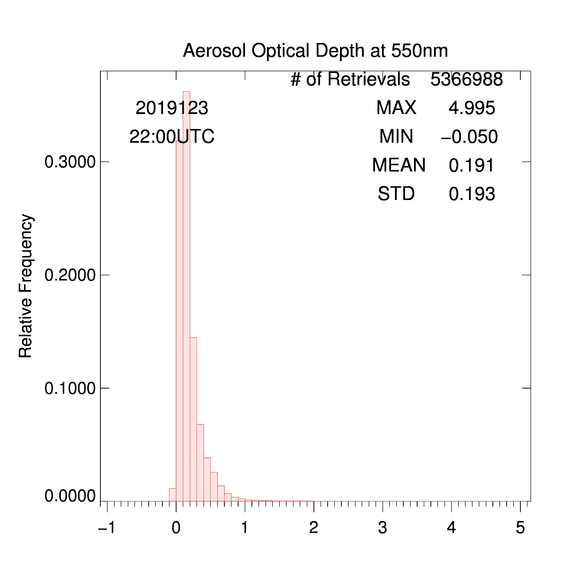 Aerosol Optical Depth at 550nm
# of Retrievals 5366988
2019123 MAX 4.995
22:00UTC MIN −0.050
0.3000 MEAN 0.191
STD 0.193
Relative Frequency
0.2000
0.1000
0.0000
−1 0 1 2 3 4 5